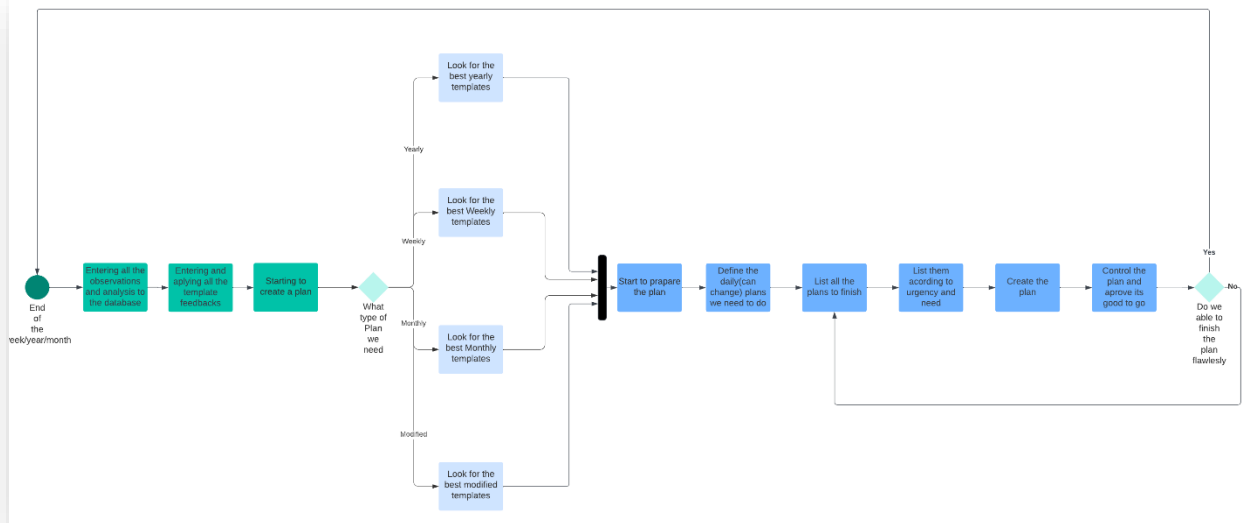 Look for the
best yearly
templates
Yearly
Look for the
best Weekly
templates
Weekly
End
of
the
eek/year/month
Entering all the
observations
and analysis to
the database
Entering and
aplying all the
template
feedbacks
Starting to
create a plan
What
type of
Plan
we
need
Monthly
Look for the
best Monthly
templates
Modified
Look for the
best modified
templates
Start to prapare
the plan
Define the
daily(can
change) plans
we need to do
List all the
plans to finish
List them
acording to
urgency and
need
Create the
plan
Control the
plan and
aprove its
good to go
Yes
No
Do we
able to
finish
the
plan
flawlesly